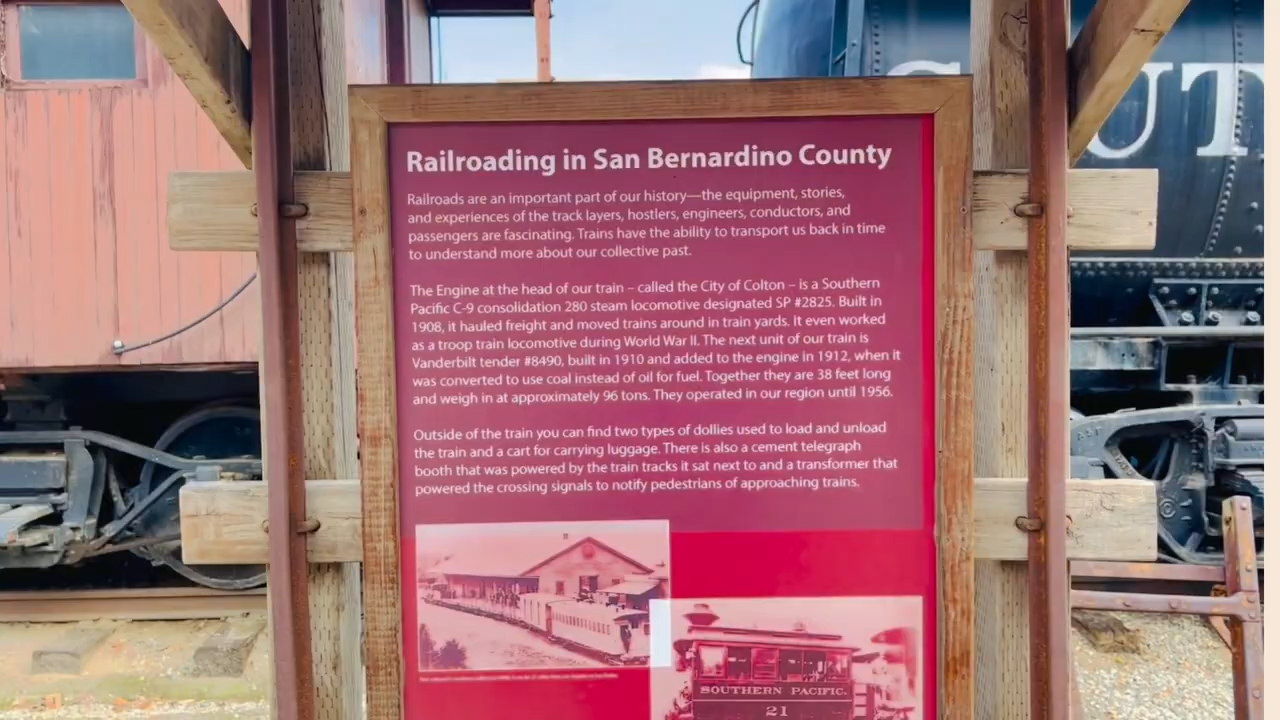 Railroading in San Bernardino County
Railroads are an important part of our history—the equipment, stories,
and experiences of the track layers, hostlers, engineers, conductors, and
passengers are fascinating. Trains have the ability to transport us back in time
to understand more about our collective past.
The Engine at the head of our train – called the City of Colton – is a Southern
Pacific C-9 consolidation 280 steam locomotive designated SP #2825. Built in
1908, it hauled freight and moved trains around in train yards. It even worked
as a troop train locomotive during World War II. The next unit of our train is
Vanderbilt tender #8490, built in 1910 and added to the engine in 1912, when it
was converted to use coal instead of oil for fuel. Together they are 38 feet long
and weigh in at approximately 96 tons. They operated in our region until 1956.
Outside of the train you can find two types of dollies used to load and unload
the train and a cart for carrying luggage. There is also a cement telegraph
booth that was powered by the train tracks it sat next to and a transformer that
powered the crossing signals to notify pedestrians of approaching trains.
SOUTHERN PACIFIC.
21
UT